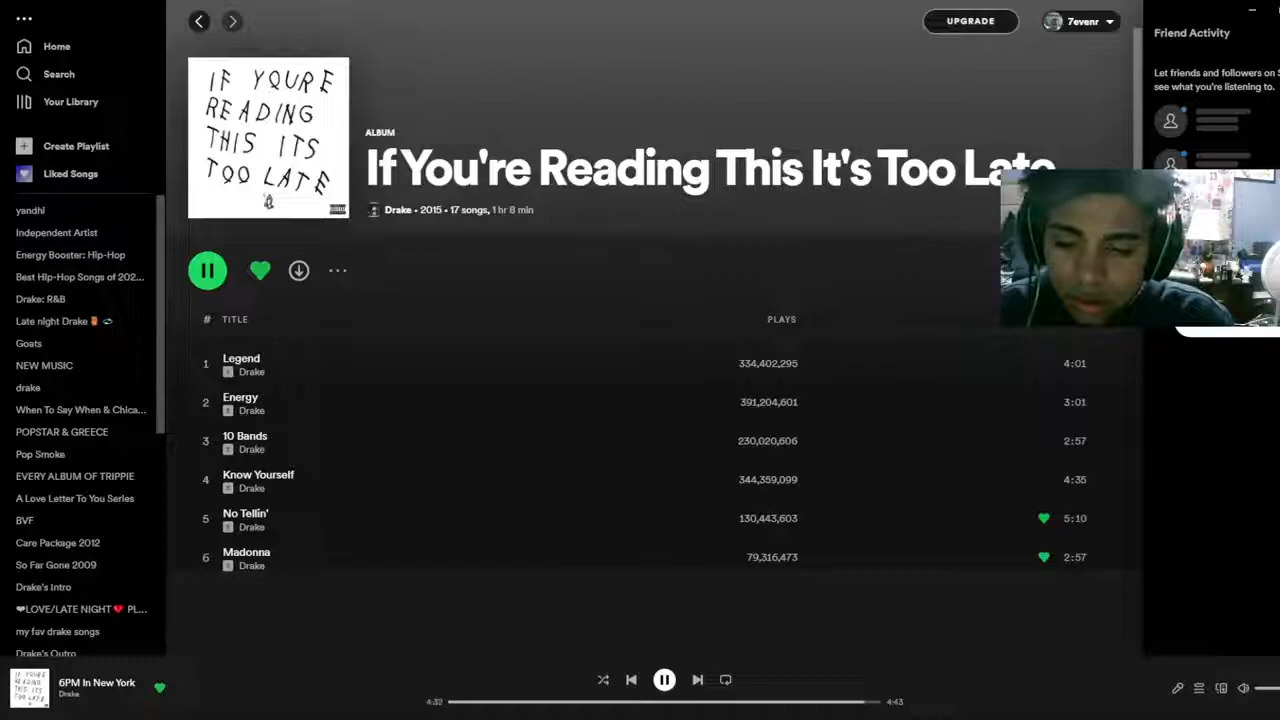 Home
Search
Your Library
Create Playlist
Liked Songs
yandhi
Independent Artist
Energy Booster: Hip-Hop
Best Hip-Hop Songs of 202...
Drake: R&B
Late night Drake
Goats
NEW MUSIC
drake
When To Say When & Chica...
POPSTAR & GREECE
Pop Smoke
EVERY ALBUM OF TRIPPIE
A Love Letter To You Series
BVF
Care Package 2012
So Far Gone 2009
Drake's Intro
❤LOVE/LATE NIGHT💔 PL...
my fav drake songs
Drake's Outro
UPGRADE
7evenr
IF YOURE
READING
THIS ITS
TOO LATE
ALBUM
If You're Reading This It's Too Late
Drake • 2015 • 17 songs, 1 hr 8 min
# TITLE PLAYS
1 Legend 334,402,295 4:01
Drake
2 Energy 391,204,601 3:01
Drake
3 10 Bands 230,020,606 2:57
Drake
4 Know Yourself 344,359,099 4:35
Drake
5 No Tellin' 130,443,603 5:10
Drake
6 Madonna 79,316,473 2:57
Drake
Friend Activity
Let friends and followers on
see what you're listening to.
6PM In New York
Drake
4:32 4:43